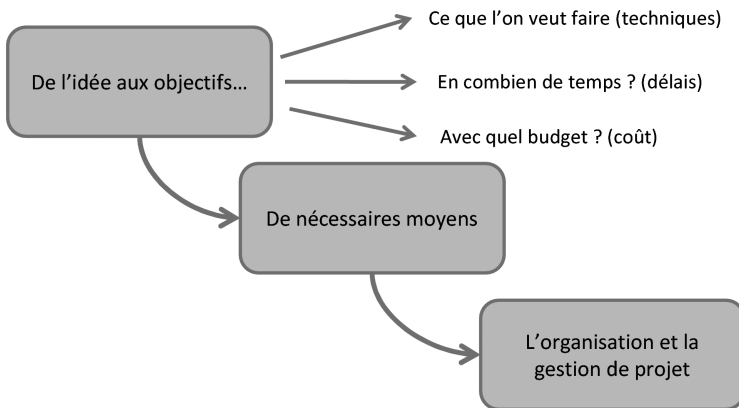 Ce que l’on veut faire (techniques)
De l’idée aux objectifs…
En combien de temps ? (délais)
Avec quel budget ? (coût)
De nécessaires moyens
L’organisation et la
gestion de projet